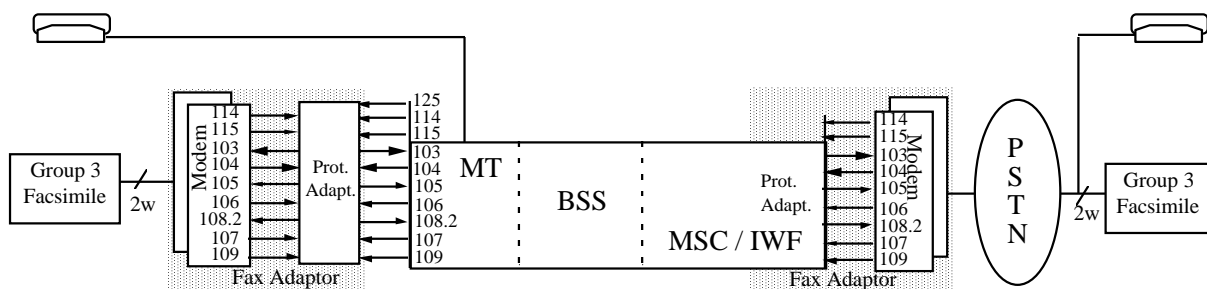 Group 3
Facsimile
2w
Modem
114
115
103
104
105
106
108.2
107
109
Prot.
Adapt.
Fax Adaptor
125
114
115
103
104
105
106
108.2
107
109
MT
BSS
MSC / IWF
Prot.
Adapt.
Fax Adaptor
114
115
103
104
105
106
108.2
107
109
Modem
PSTN
2w
Group 3
Facsimile